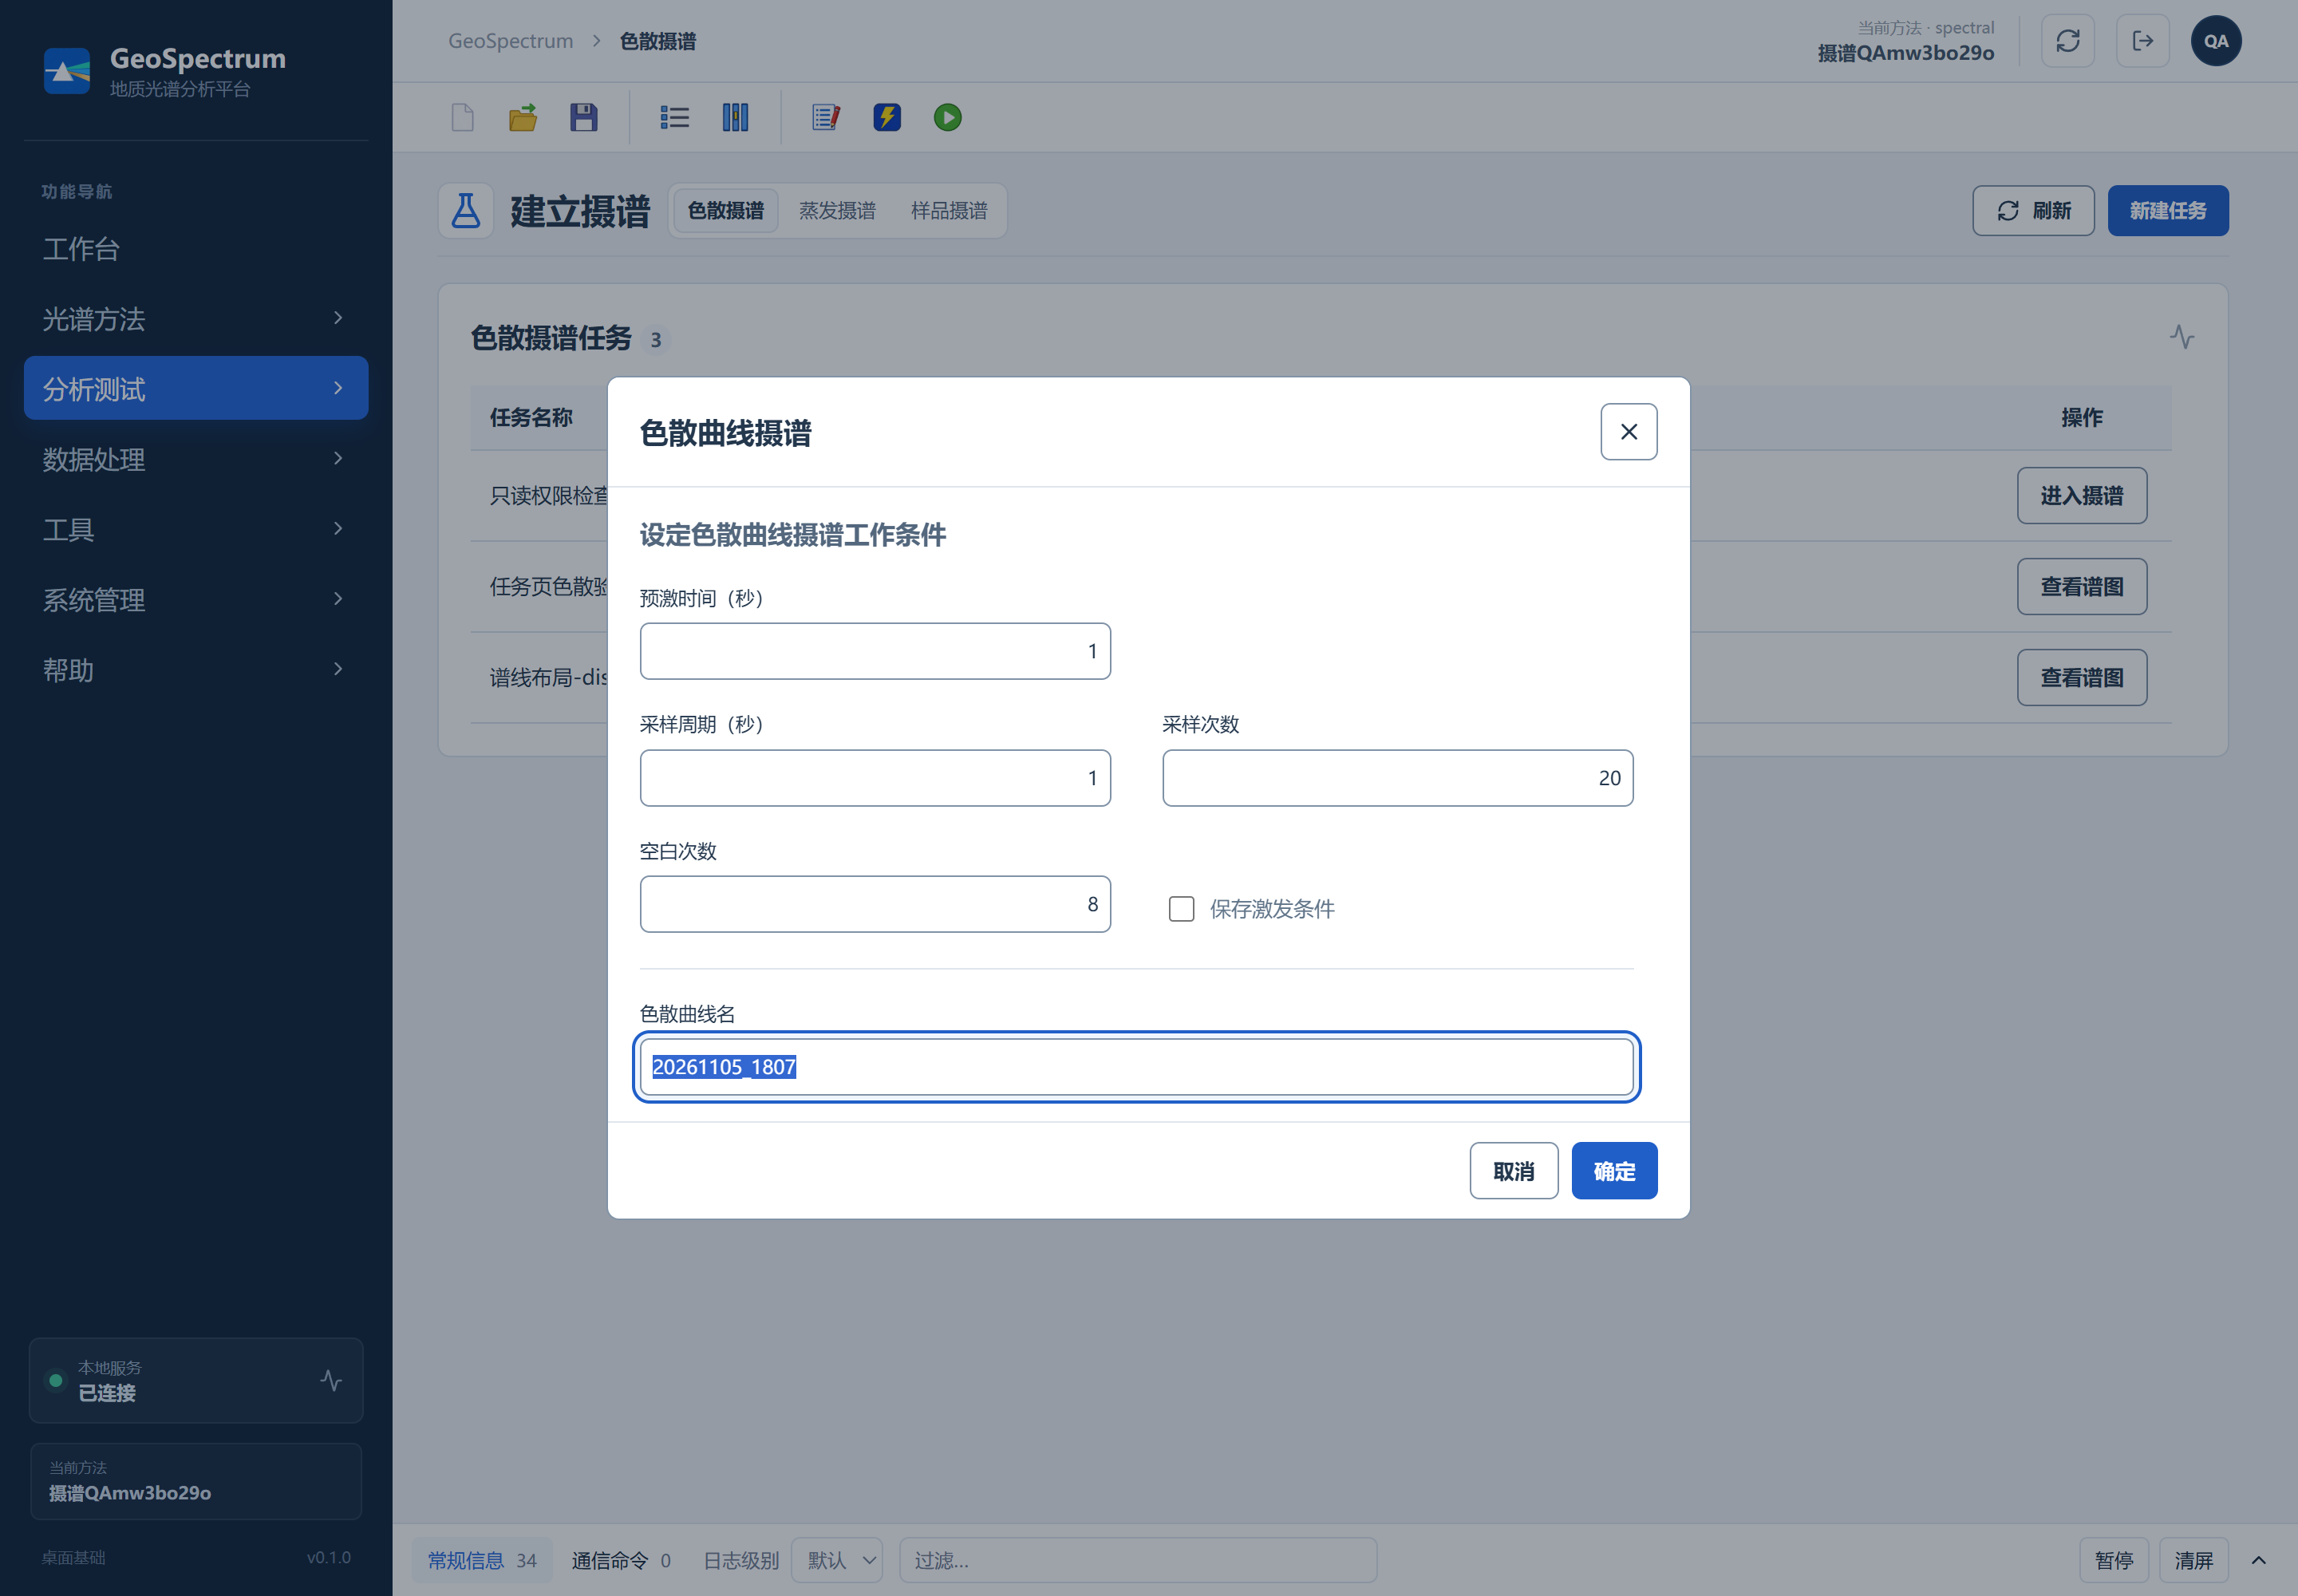 GeoSpectrum
地质光谱分析平台
功能导航
工作台
光谱方法
分析测试
数据处理
工具
系统管理
帮助
本地服务
已连接
当前方法
摄谱QAmw3bo29o
桌面基础 v0.1.0
GeoSpectrum 色散摄谱
当前方法 · spectral
摄谱QAmw3bo29o
QA
建立摄谱 色散摄谱 蒸发摄谱 样品摄谱 刷新 新建任务
色散摄谱任务 3
任务名称 操作
只读权限检查 进入摄谱
任务页色散验 查看谱图
谱线布局-dis 查看谱图
色散曲线摄谱
设定色散曲线摄谱工作条件
预激时间（秒）
1
采样周期（秒） 采样次数
1 20
空白次数
8 保存激发条件
色散曲线名
20261105_1807
取消 确定
常规信息 34 通信命令 0 日志级别 默认 过滤... 暂停 清屏